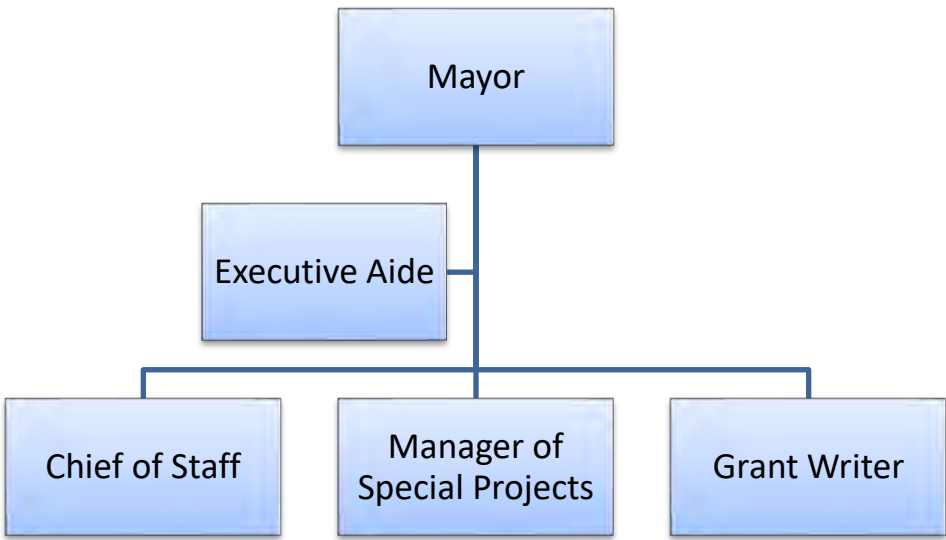 Mayor
Executive Aide
Chief of Staff
Manager of
Special Projects
Grant Writer